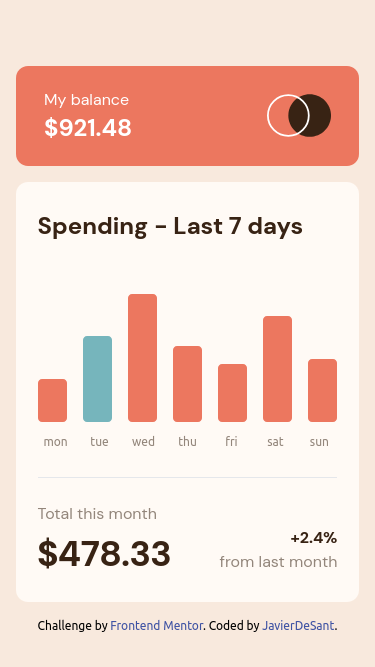 My balance
$921.48
Spending - Last 7 days
mon tue wed thu fri sat sun
Total this month
$478.33
+2.4%
from last month
Challenge by Frontend Mentor. Coded by JavierDeSant.